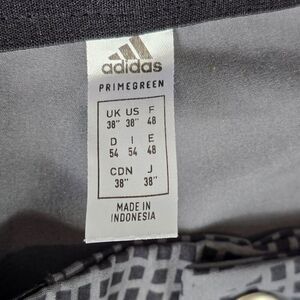 adidas
PRIMEGREEN
UK US F
38" 38" 48
D I E
54 54 48
CDN J
38" 38"
MADE IN
INDONESIA